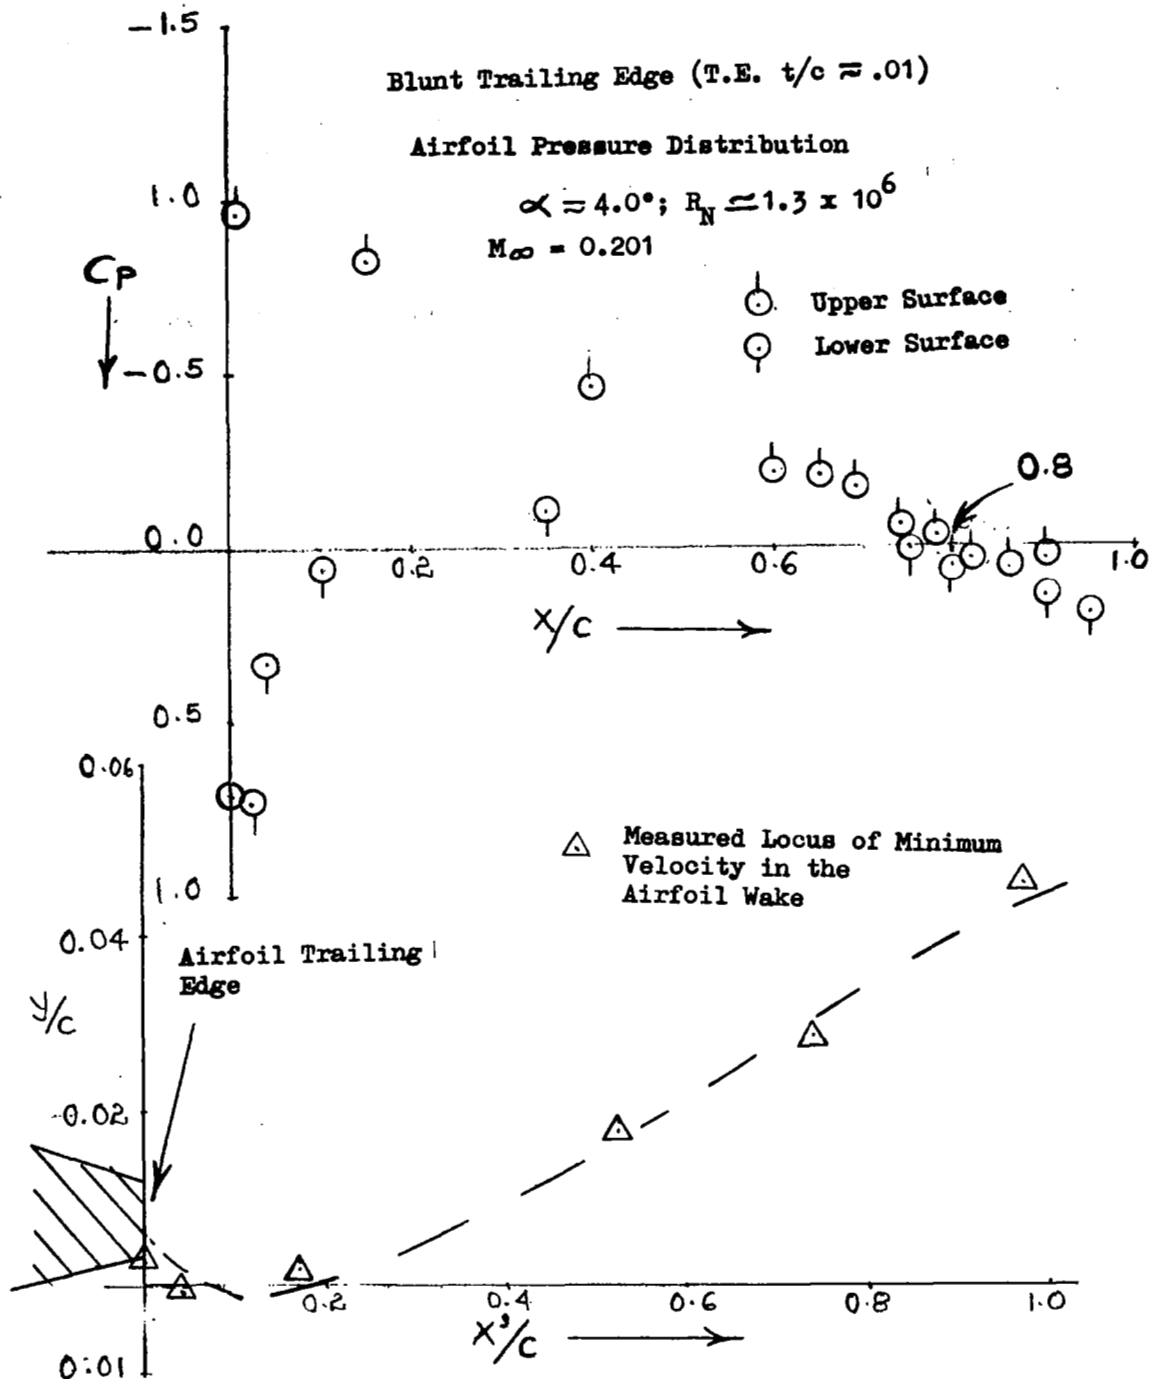 -1.5
Blunt Trailing Edge (T.E. t/c ≈ .01)
Airfoil Pressure Distribution
α ≈ 4.0°; R_N ≃ 1.3 x 10^6
M∞ = 0.201
1.0
Cp
Upper Surface
Lower Surface
-0.5
0.8
0.0
0.2
0.4
0.6
1.0
X/C
0.5
0.06
Measured Locus of Minimum
Velocity in the
Airfoil Wake
1.0
0.04
Airfoil Trailing
Edge
y/c
0.02
0.2
0.4
0.6
0.8
1.0
X'/C
0.01